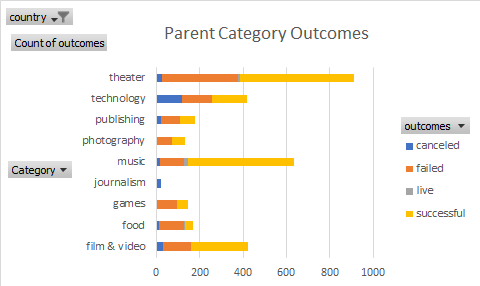 country
Count of outcomes
Parent Category Outcomes
theater
technology
publishing
photography
music
journalism
games
food
film & video
Category
0 200 400 600 800 1000
outcomes
canceled
failed
live
successful